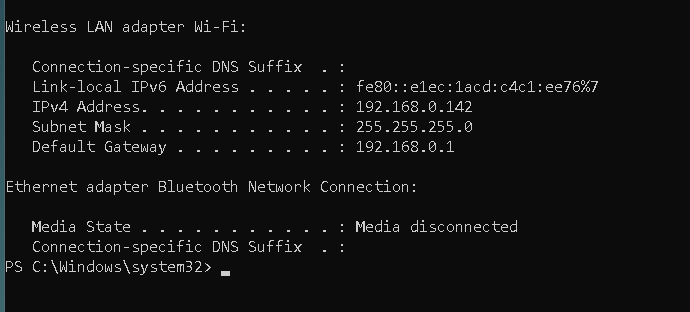 Wireless LAN adapter Wi-Fi:
Connection-specific DNS Suffix  . :
Link-local IPv6 Address . . . . . : fe80::e1ec:1acd:c4c1:ee76%7
IPv4 Address. . . . . . . . . . . : 192.168.0.142
Subnet Mask . . . . . . . . . . . : 255.255.255.0
Default Gateway . . . . . . . . . : 192.168.0.1
Ethernet adapter Bluetooth Network Connection:
Media State . . . . . . . . . . . : Media disconnected
Connection-specific DNS Suffix  . :
PS C:\Windows\system32>